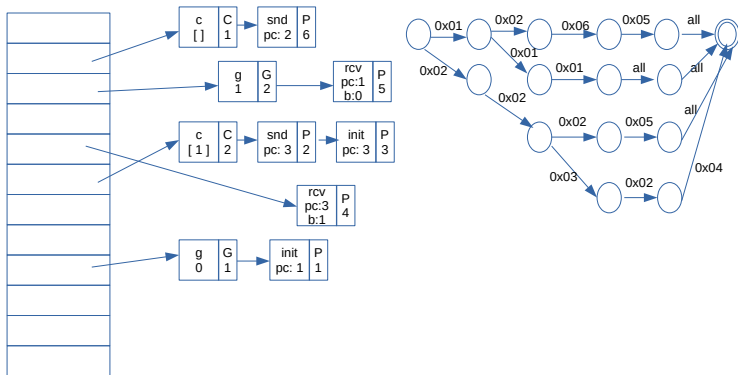 c
[ ]
C
1
snd
pc: 2
P
6
g
1
G
2
rcv
pc:1
b:0
P
5
c
[ 1 ]
C
2
snd
pc: 3
P
2
init
pc: 3
P
3
rcv
pc:3
b:1
P
4
g
0
G
1
init
pc: 1
P
1
0x01
0x02
0x06
0x05
all
0x01
0x01
all
all
0x02
0x02
0x02
0x05
all
0x03
0x02
0x04